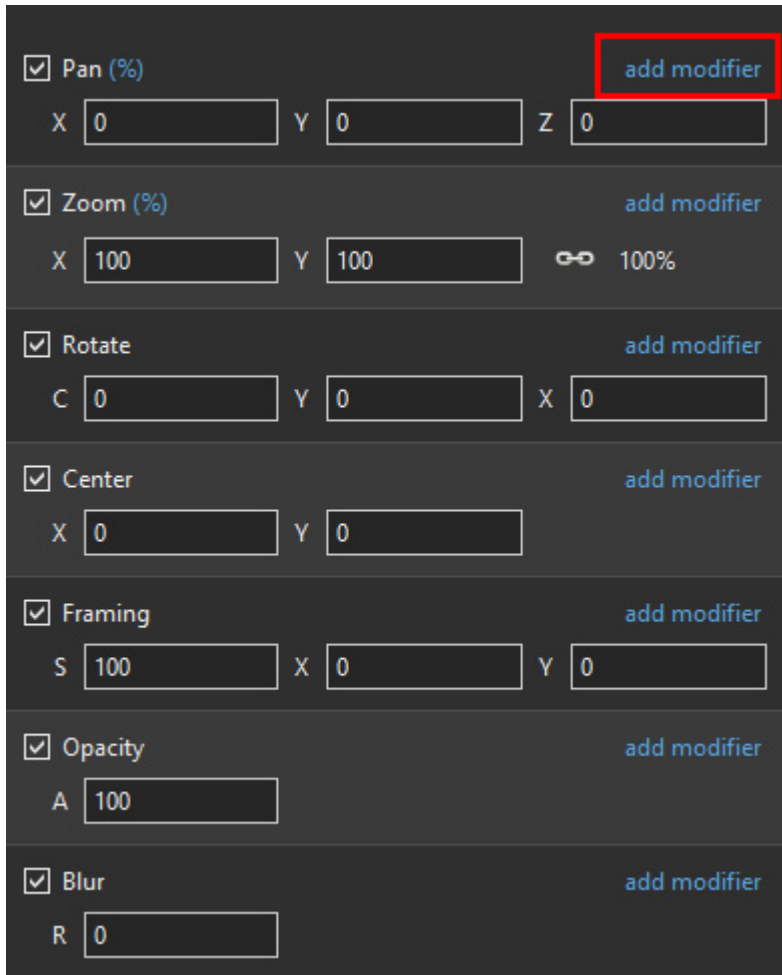 Pan (%) add modifier
X 0 Y 0 Z 0
Zoom (%) add modifier
X 100 Y 100 100%
Rotate add modifier
C 0 Y 0 X 0
Center add modifier
X 0 Y 0
Framing add modifier
S 100 X 0 Y 0
Opacity add modifier
A 100
Blur add modifier
R 0